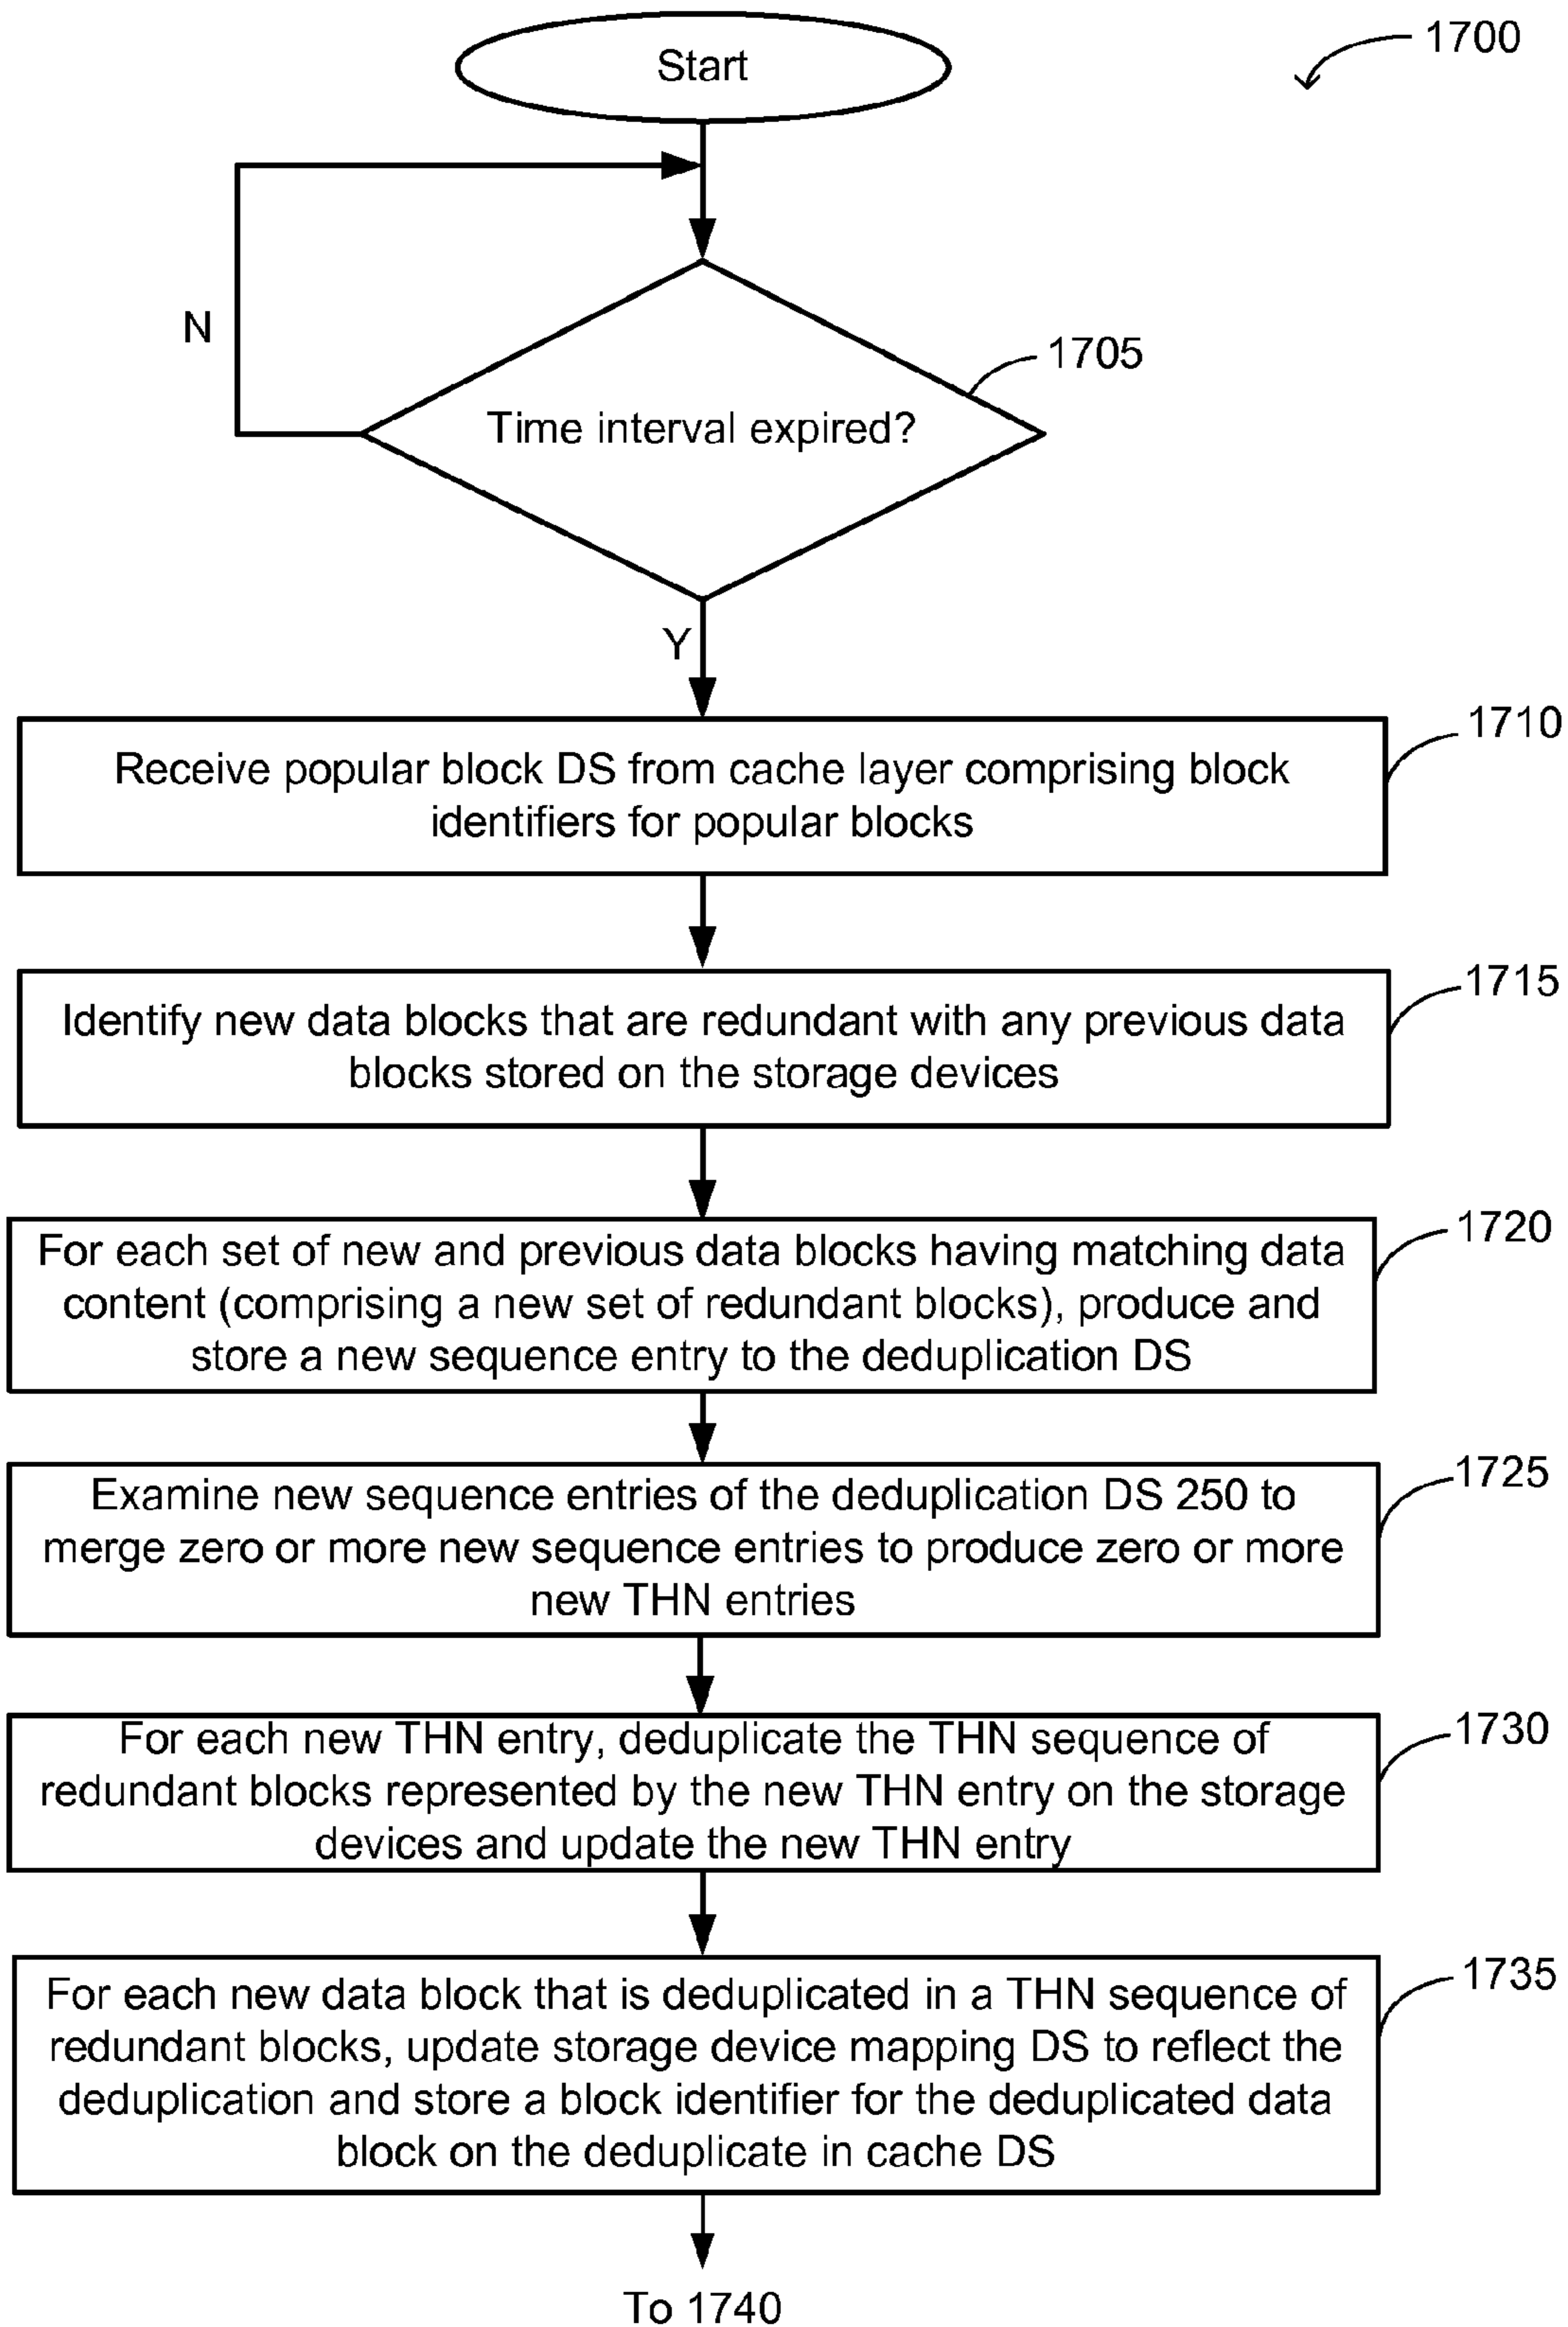 Start
1700
N
1705
Time interval expired?
Y
1710
Receive popular block DS from cache layer comprising block
identifiers for popular blocks
1715
Identify new data blocks that are redundant with any previous data
blocks stored on the storage devices
1720
For each set of new and previous data blocks having matching data
content (comprising a new set of redundant blocks), produce and
store a new sequence entry to the deduplication DS
1725
Examine new sequence entries of the deduplication DS 250 to
merge zero or more new sequence entries to produce zero or more
new THN entries
1730
For each new THN entry, deduplicate the THN sequence of
redundant blocks represented by the new THN entry on the storage
devices and update the new THN entry
1735
For each new data block that is deduplicated in a THN sequence of
redundant blocks, update storage device mapping DS to reflect the
deduplication and store a block identifier for the deduplicated data
block on the deduplicate in cache DS
To 1740